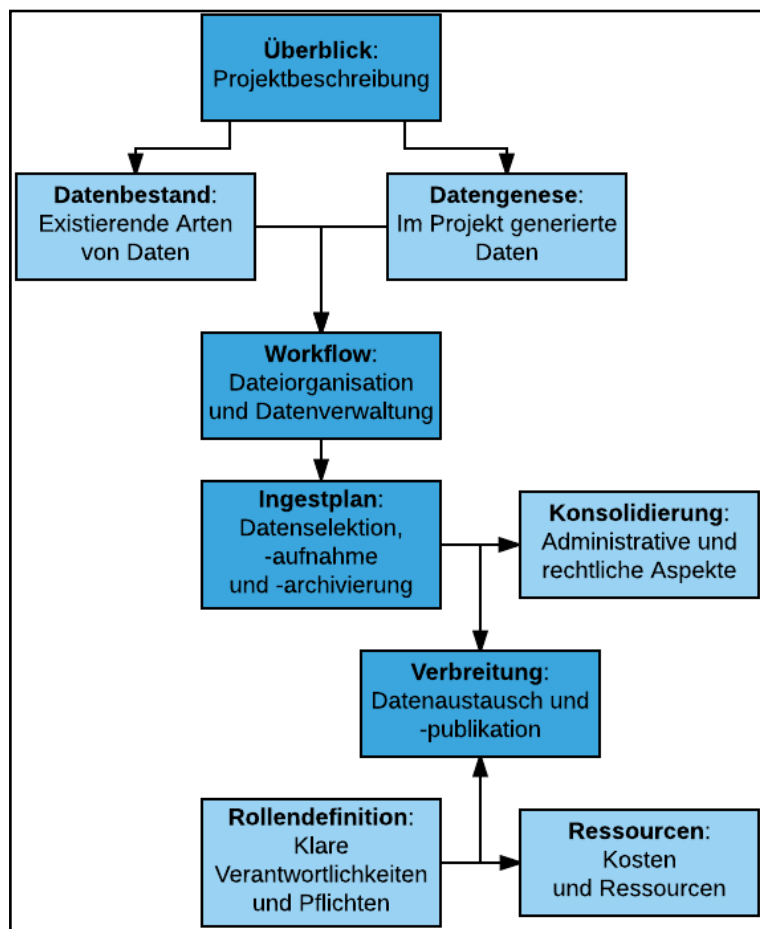 Überblick:
Projektbeschreibung
Datenbestand:
Existierende Arten
von Daten
Datengenese:
Im Projekt generierte
Daten
Workflow:
Dateiorganisation
und Datenverwaltung
Ingestplan:
Datenselektion,
-aufnahme
und -archivierung
Konsolidierung:
Administrative und
rechtliche Aspekte
Verbreitung:
Datenaustausch und
-publikation
Rollendefinition:
Klare
Verantwortlichkeiten
und Pflichten
Ressourcen:
Kosten
und Ressourcen